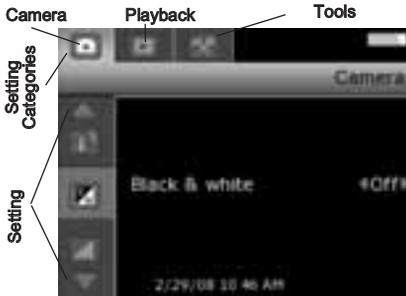 Camera Playback Tools
Setting Categories
Camera
Black & white
Off
Setting
2/29/08 10 46 AM